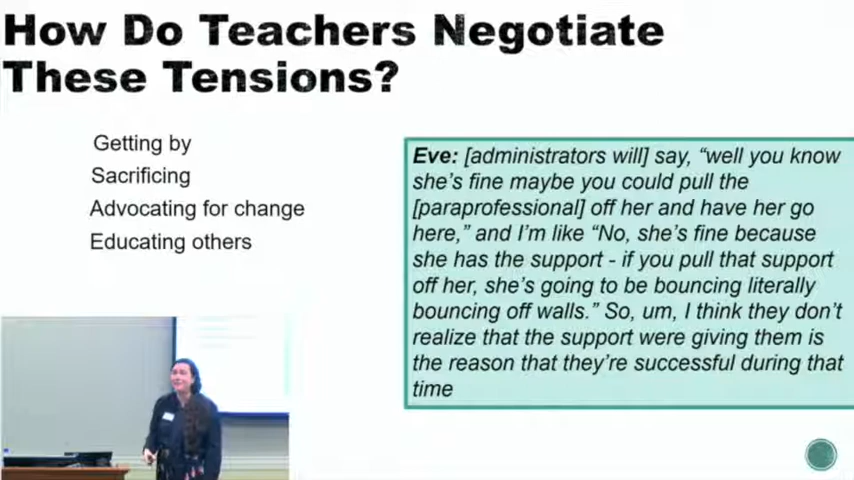 How Do Teachers Negotiate
These Tensions?
Getting by
Sacrificing
Advocating for change
Educating others
Eve: [administrators will] say, “well you know
she’s fine maybe you could pull the
[paraprofessional] off her and have her go
here,” and I’m like “No, she’s fine because
she has the support - if you pull that support
off her, she’s going to be bouncing literally
bouncing off walls.” So, um, I think they don’t
realize that the support were giving them is
the reason that they’re successful during that
time